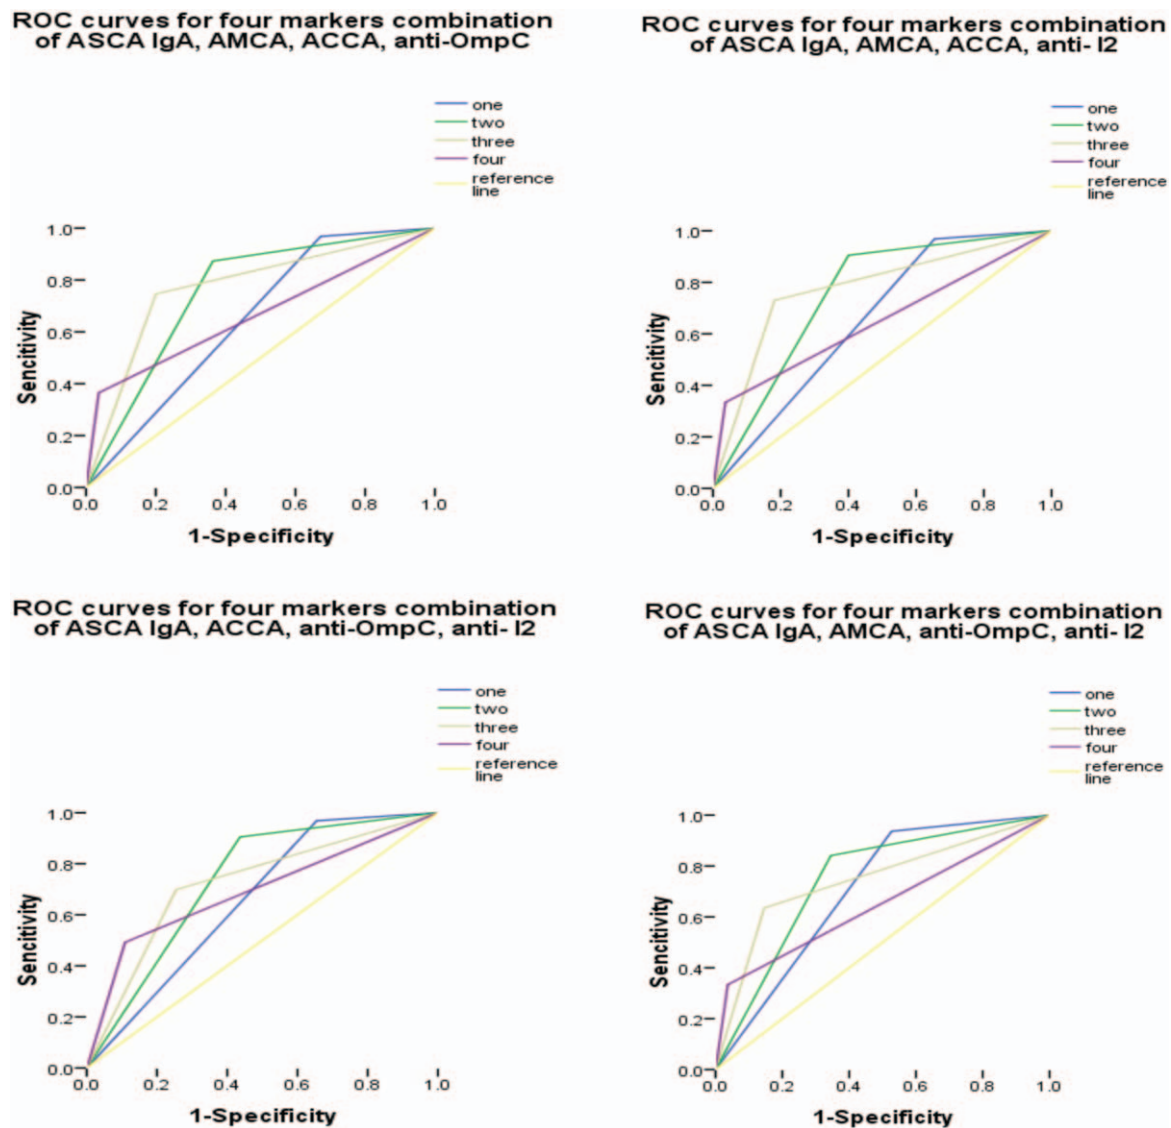 ROC curves for four markers combination
of ASCA IgA, AMCA, ACCA, anti-OmpC
one
two
three
four
reference
line
1.0
0.8
0.6
0.4
0.2
0.0
Sencitivity
0.0 0.2 0.4 0.6 0.8 1.0
1-Specificity
ROC curves for four markers combination
of ASCA IgA, AMCA, ACCA, anti- I2
one
two
three
four
reference
line
1.0
0.8
0.6
0.4
0.2
0.0
Sencitivity
0.0 0.2 0.4 0.6 0.8 1.0
1-Specificity
ROC curves for four markers combination
of ASCA IgA, ACCA, anti-OmpC, anti- I2
one
two
three
four
reference
line
1.0
0.8
0.6
0.4
0.2
0.0
Sencitivity
0.0 0.2 0.4 0.6 0.8 1.0
1-Specificity
ROC curves for four markers combination
of ASCA IgA, AMCA, anti-OmpC, anti- I2
one
two
three
four
reference
line
1.0
0.8
0.6
0.4
0.2
0.0
Sencitivity
0.0 0.2 0.4 0.6 0.8 1.0
1-Specificity